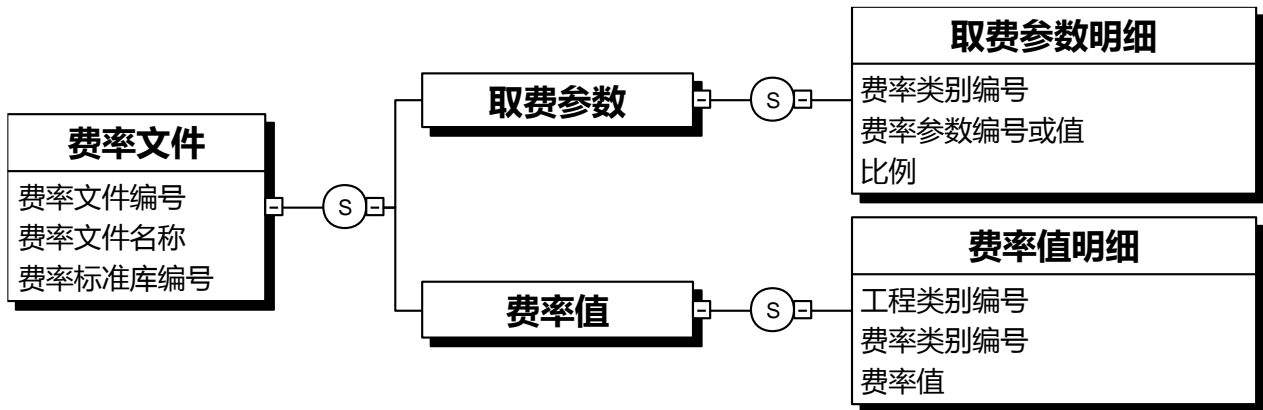 费率文件
费率文件编号
费率文件名称
费率标准库编号
S
取费参数
S
取费参数明细
费率类别编号
费率参数编号或值
比例
费率值
S
费率值明细
工程类别编号
费率类别编号
费率值